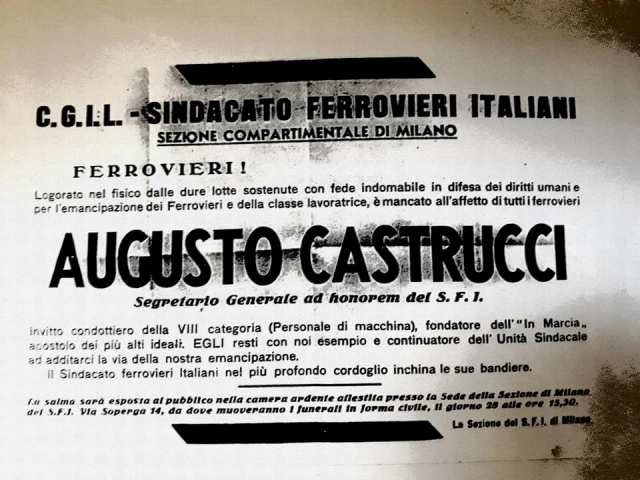 C.G.I.L. - SINDACATO FERROVIERI ITALIANI
SEZIONE COMPARTIMENTALE DI MILANO
FERROVIERI!
Logorato nel fisico dalle dure lotte sostenute con fede indomabile in difesa dei diritti umani e
per l'emancipazione dei Ferrovieri e della classe lavoratrice, è mancato all'affetto di tutti i ferrovieri
AUGUSTO CASTRUCCI
Segretario Generale ad honorem del S. F. I.
Invitto condottiero della VIII categoria (Personale di macchina), fondatore dell'"In Marcia„
apostolo dei più alti ideali. EGLI resti con noi esempio e continuatore dell'Unità Sindacale
ad additarci la via della nostra emancipazione.
il Sindacato ferrovieri Italiani nel più profondo cordoglio inchina le sue bandiere.
La salma sarà esposta al pubblico nella camera ardente allestita presso la Sede della Sezione di Milano
del S.F.I. Via Soperga 14, da dove muoveranno i funerali in forma civile, il giorno 28 alle ore 15,30.
La Sezione del S. F. I. di Milano